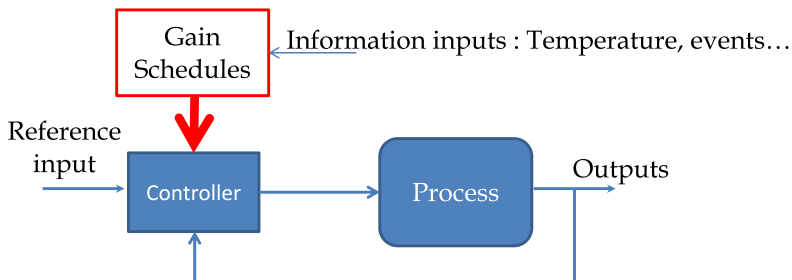 Gain
Schedules
Information inputs : Temperature, events…
Reference
input
Controller
Process
Outputs